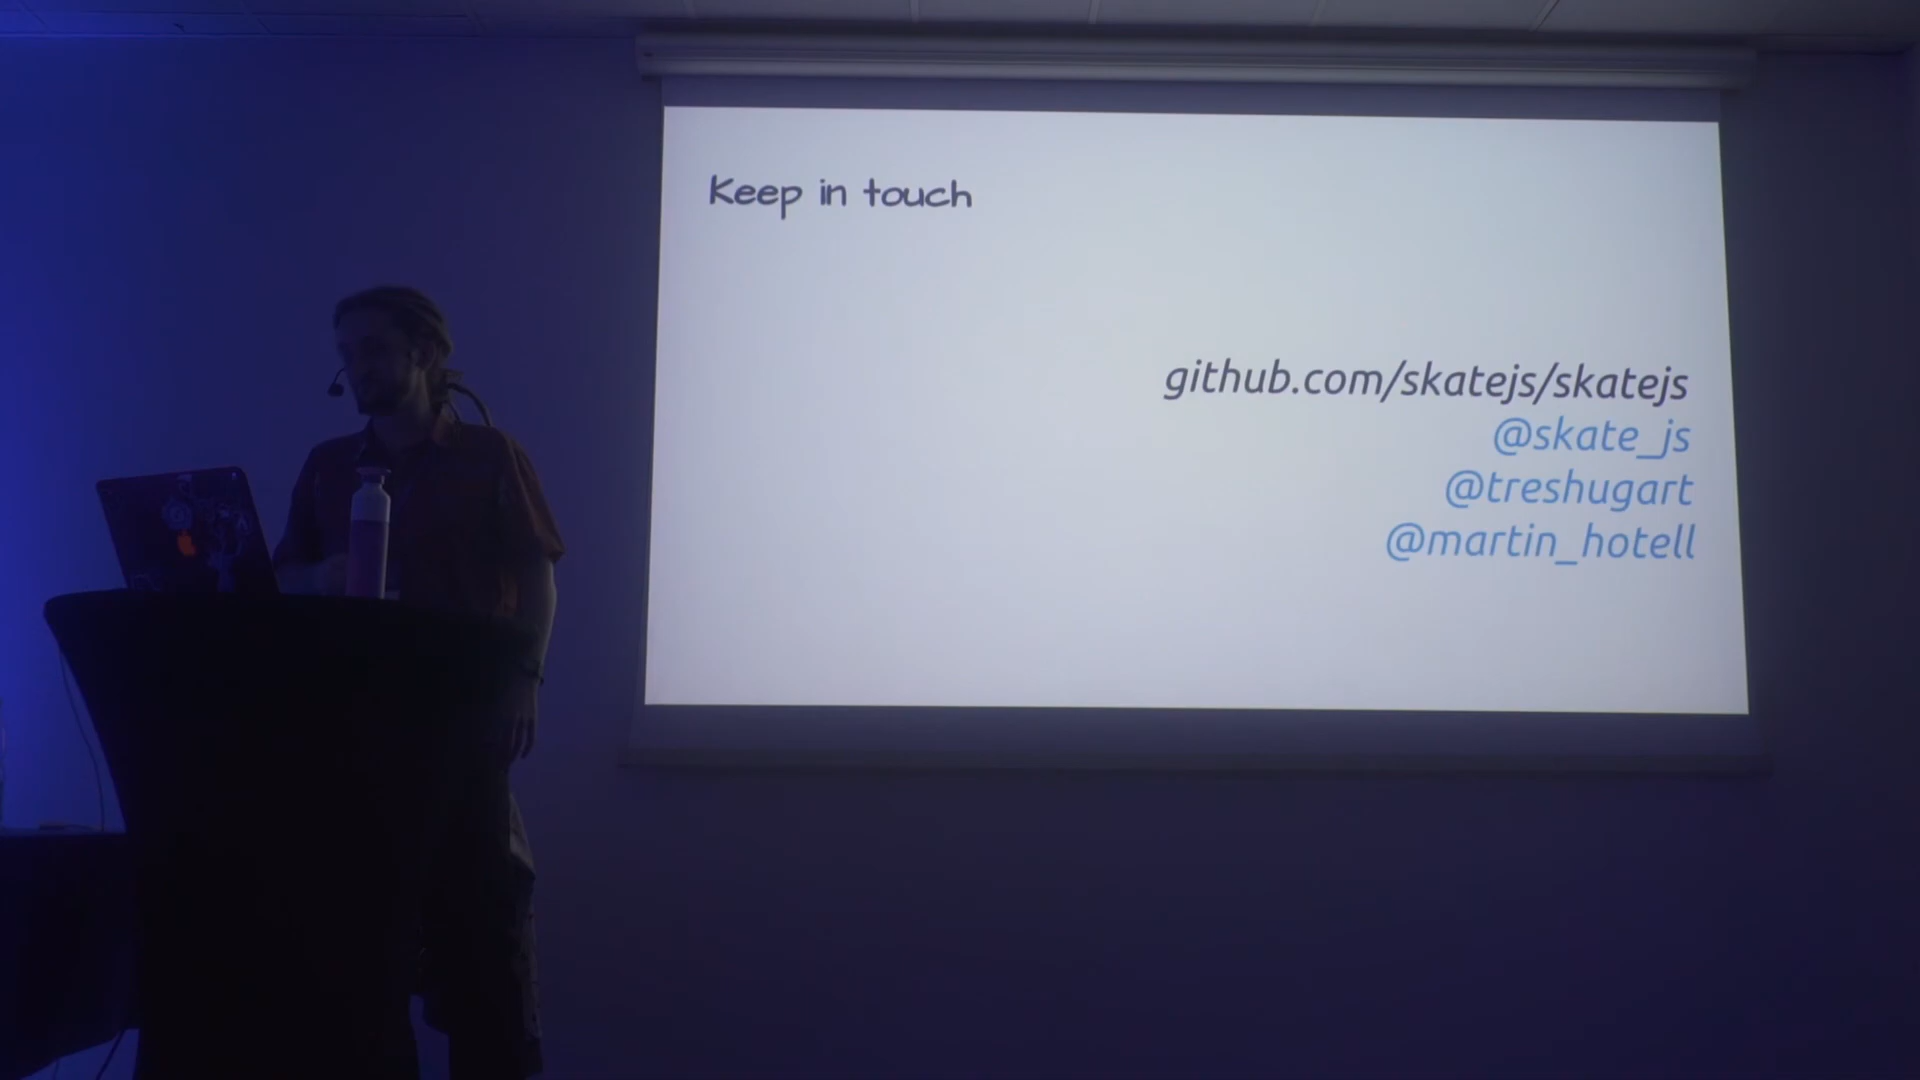 Keep in touch
github.com/skatejs/skatejs
@skate_js
@treshugart
@martin_hotell